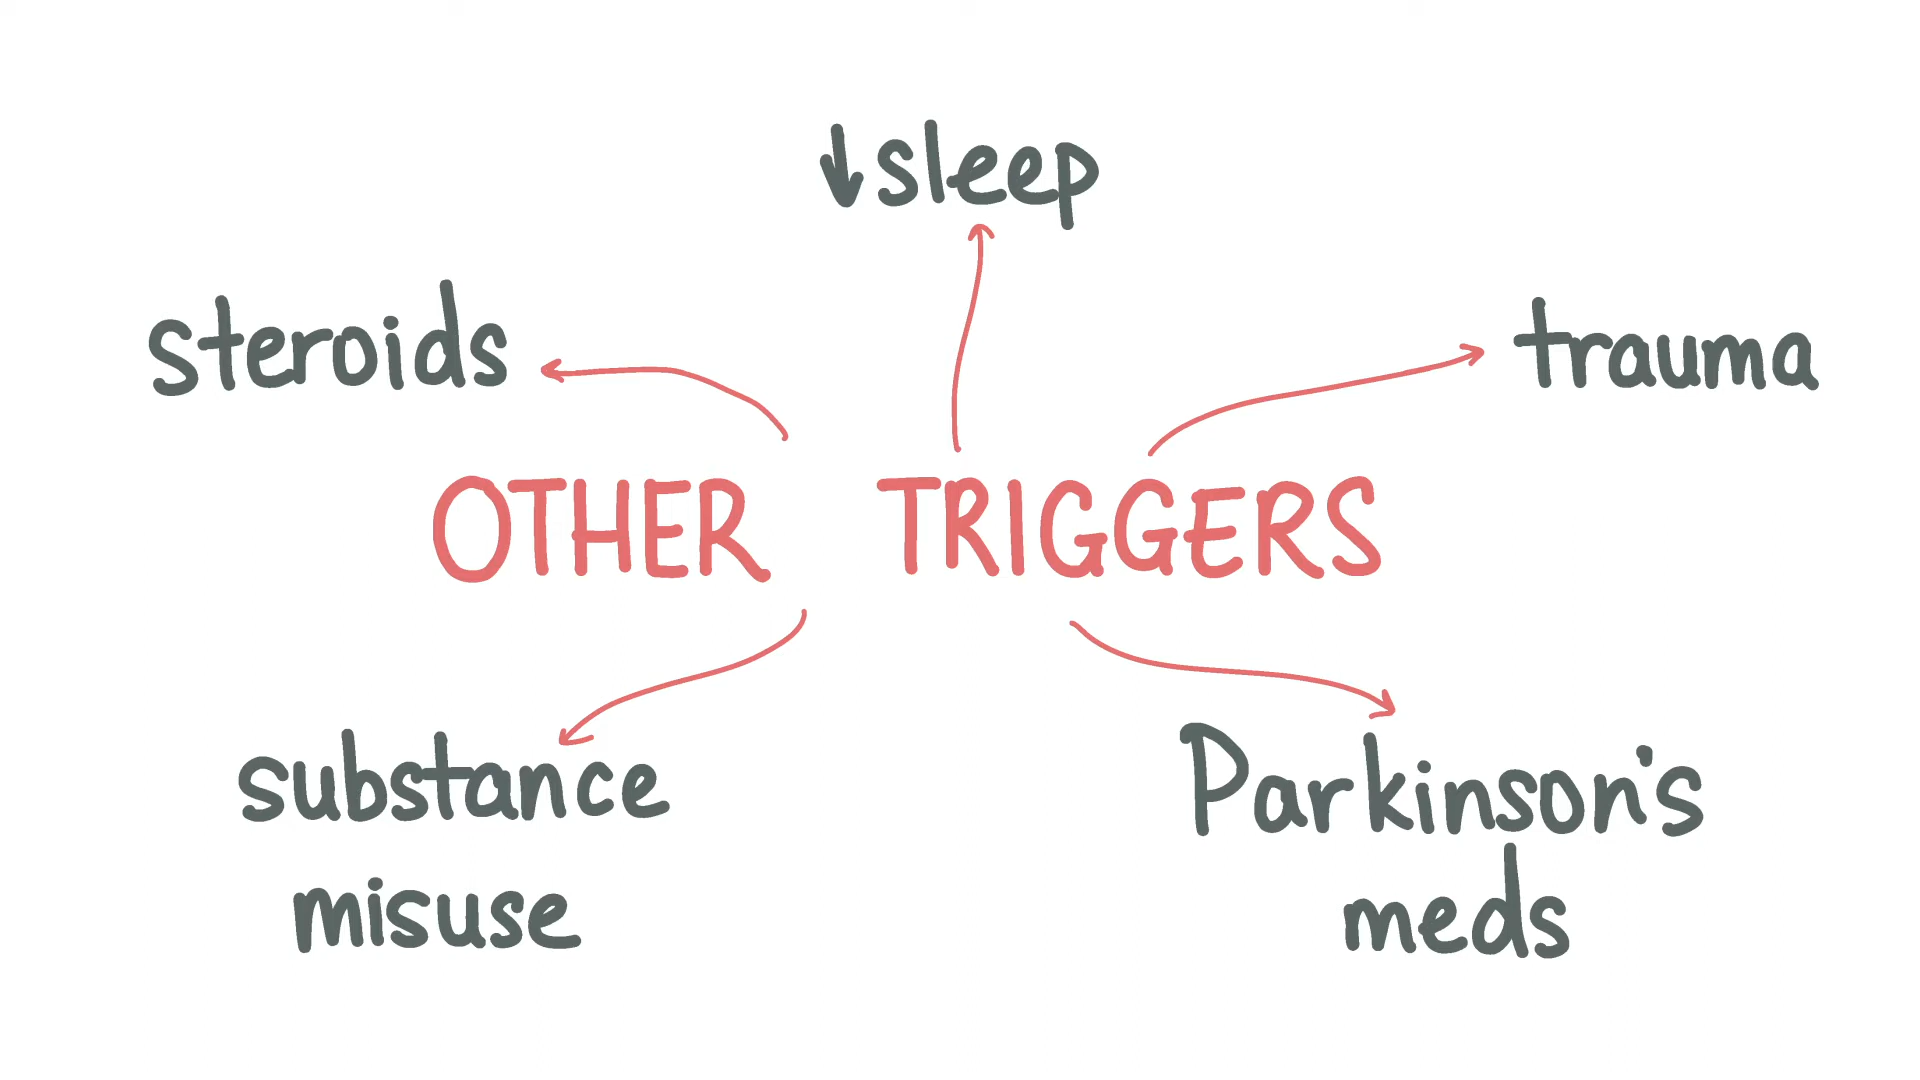 ↓sleep
steroids
trauma
OTHER TRIGGERS
substance
misuse
Parkinson's
meds